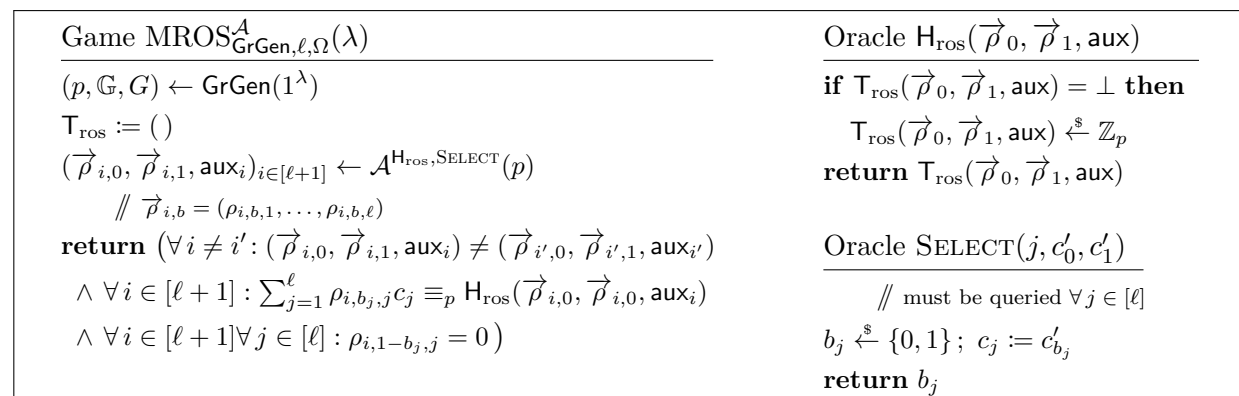 Game MROS^𝒜_{GrGen,ℓ,Ω}(λ)
(p, 𝔾, G) ← GrGen(1^λ)
T_ros := ( )
(ρ⃗_{i,0}, ρ⃗_{i,1}, aux_i)_{i∈[ℓ+1]} ← 𝒜^{H_ros, SELECT}(p)
// ρ⃗_{i,b} = (ρ_{i,b,1}, …, ρ_{i,b,ℓ})
return (∀ i ≠ i′ : (ρ⃗_{i,0}, ρ⃗_{i,1}, aux_i) ≠ (ρ⃗_{i′,0}, ρ⃗_{i′,1}, aux_{i′})
∧ ∀ i ∈ [ℓ + 1] : ∑_{j=1}^{ℓ} ρ_{i,b_j,j} c_j ≡_p H_ros(ρ⃗_{i,0}, ρ⃗_{i,0}, aux_i)
∧ ∀ i ∈ [ℓ + 1]∀ j ∈ [ℓ] : ρ_{i,1−b_j,j} = 0 )
Oracle H_ros(ρ⃗_0, ρ⃗_1, aux)
if T_ros(ρ⃗_0, ρ⃗_1, aux) = ⊥ then
T_ros(ρ⃗_0, ρ⃗_1, aux) ←^$ ℤ_p
return T_ros(ρ⃗_0, ρ⃗_1, aux)
Oracle SELECT(j, c′_0, c′_1)
// must be queried ∀ j ∈ [ℓ]
b_j ←^$ {0, 1} ; c_j := c′_{b_j}
return b_j